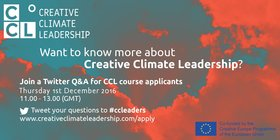 CCL
CREATIVE
CLIMATE
LEADERSHIP
Want to know more about
Creative Climate Leadership?
Join a Twitter Q&A for CCL course applicants
Thursday 1st December 2016
11.00 - 13.00 (GMT)
Tweet your questions to #ccleaders
www.creativeclimateleadership.com/apply
Co-funded by the
Creative Europe Programme
of the European Union